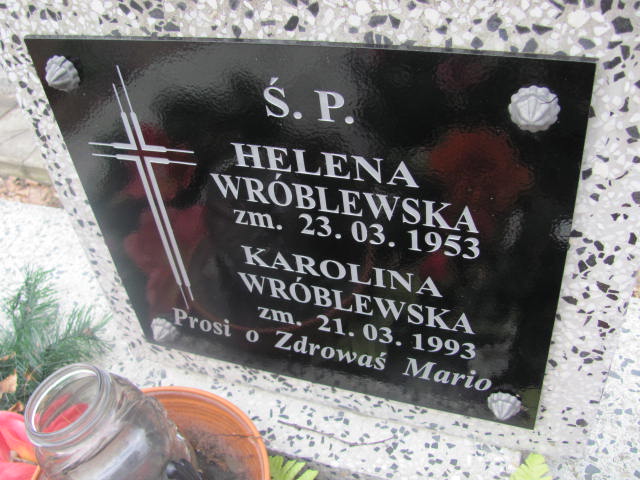 Ś. P.
HELENA
WRÓBLEWSKA
zm. 23. 03. 1953
KAROLINA
WRÓBLEWSKA
zm. 21. 03. 1993
Prosi o Zdrowaś Mario